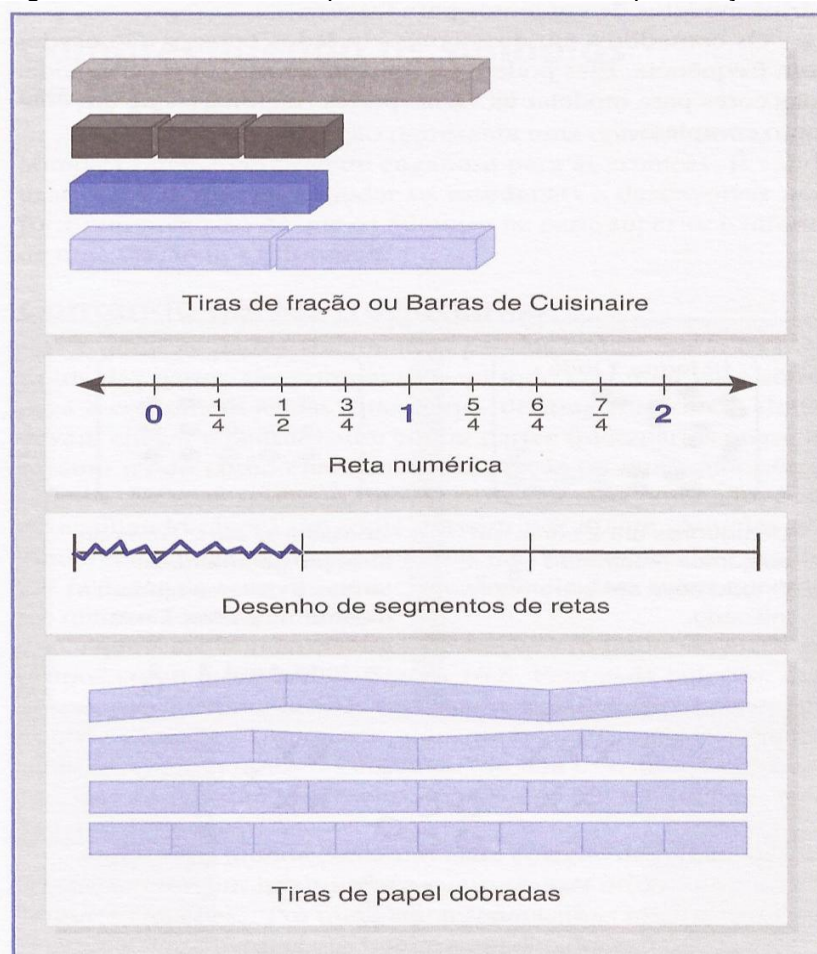 Tiras de fração ou Barras de Cuisinaire
0 1/4 1/2 3/4 1 5/4 6/4 7/4 2
Reta numérica
Desenho de segmentos de retas
Tiras de papel dobradas